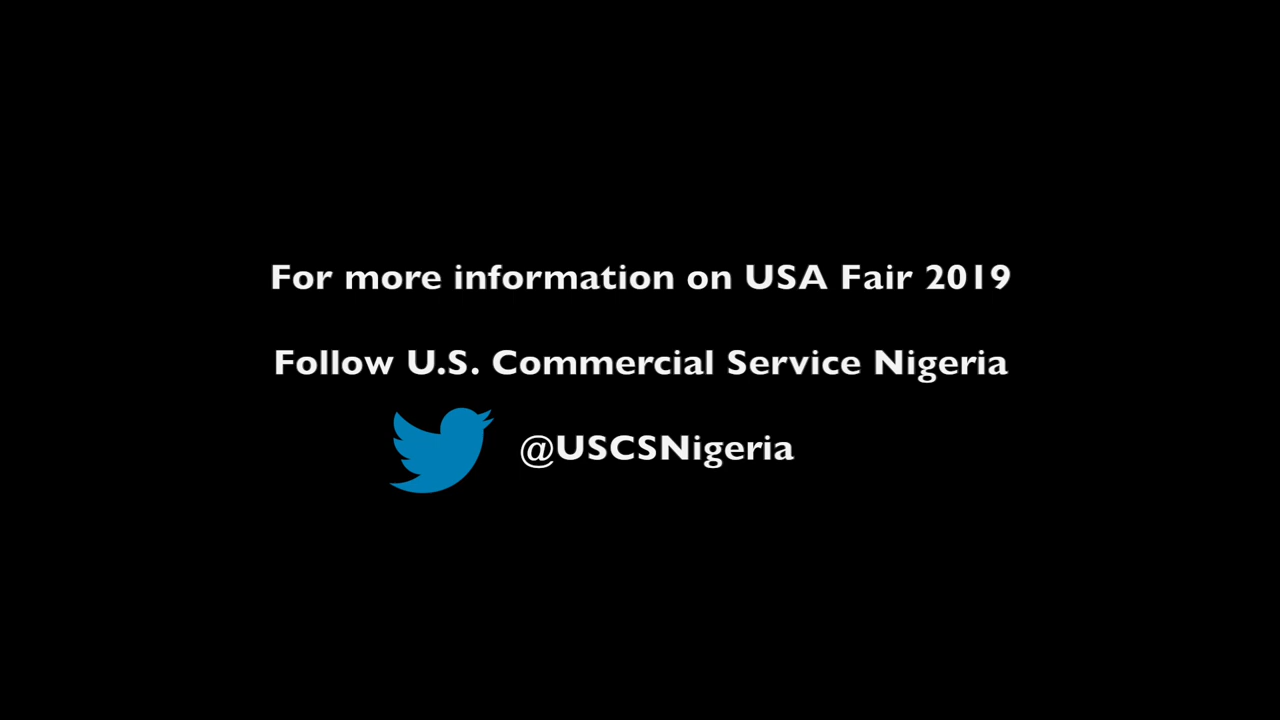 For more information on USA Fair 2019
Follow U.S. Commercial Service Nigeria
@USCSNigeria